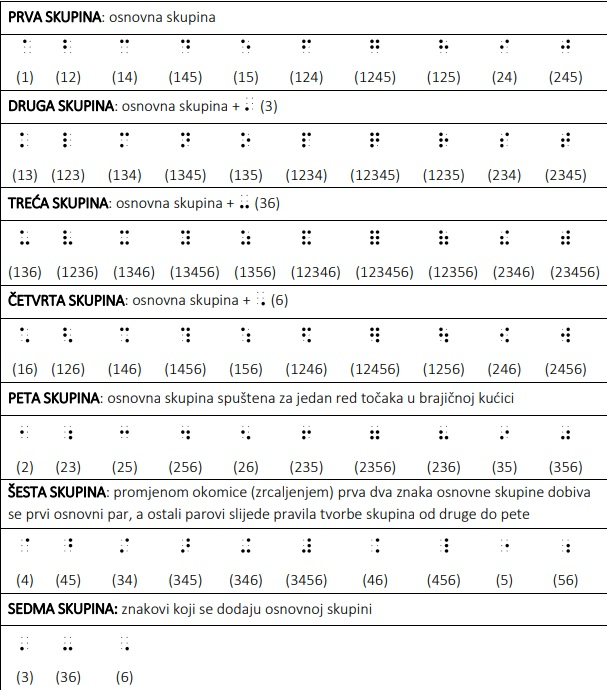 PRVA SKUPINA: osnovna skupina
⠁ ⠃ ⠉ ⠙ ⠑ ⠋ ⠛ ⠓ ⠊ ⠚
(1) (12) (14) (145) (15) (124) (1245) (125) (24) (245)
DRUGA SKUPINA: osnovna skupina + ⠄ (3)
⠅ ⠇ ⠍ ⠝ ⠕ ⠏ ⠟ ⠗ ⠎ ⠞
(13) (123) (134) (1345) (135) (1234) (12345) (1235) (234) (2345)
TREĆA SKUPINA: osnovna skupina + ⠤ (36)
⠥ ⠧ ⠭ ⠽ ⠵ ⠯ ⠿ ⠷ ⠮ ⠾
(136) (1236) (1346) (13456) (1356) (12346) (123456) (12356) (2346) (23456)
ČETVRTA SKUPINA: osnovna skupina + ⠠ (6)
⠡ ⠣ ⠩ ⠹ ⠱ ⠫ ⠻ ⠳ ⠪ ⠺
(16) (126) (146) (1456) (156) (1246) (12456) (1256) (246) (2456)
PETA SKUPINA: osnovna skupina spuštena za jedan red točaka u brajičnoj kućici
⠂ ⠆ ⠒ ⠲ ⠢ ⠖ ⠶ ⠦ ⠔ ⠴
(2) (23) (25) (256) (26) (235) (2356) (236) (35) (356)
ŠESTA SKUPINA: promjenom okomice (zrcaljenjem) prva dva znaka osnovne skupine dobiva
se prvi osnovni par, a ostali parovi slijede pravila tvorbe skupina od druge do pete
⠈ ⠘ ⠌ ⠜ ⠬ ⠼ ⠨ ⠸ ⠐ ⠰
(4) (45) (34) (345) (346) (3456) (46) (456) (5) (56)
SEDMA SKUPINA: znakovi koji se dodaju osnovnoj skupini
⠄ ⠤ ⠠
(3) (36) (6)